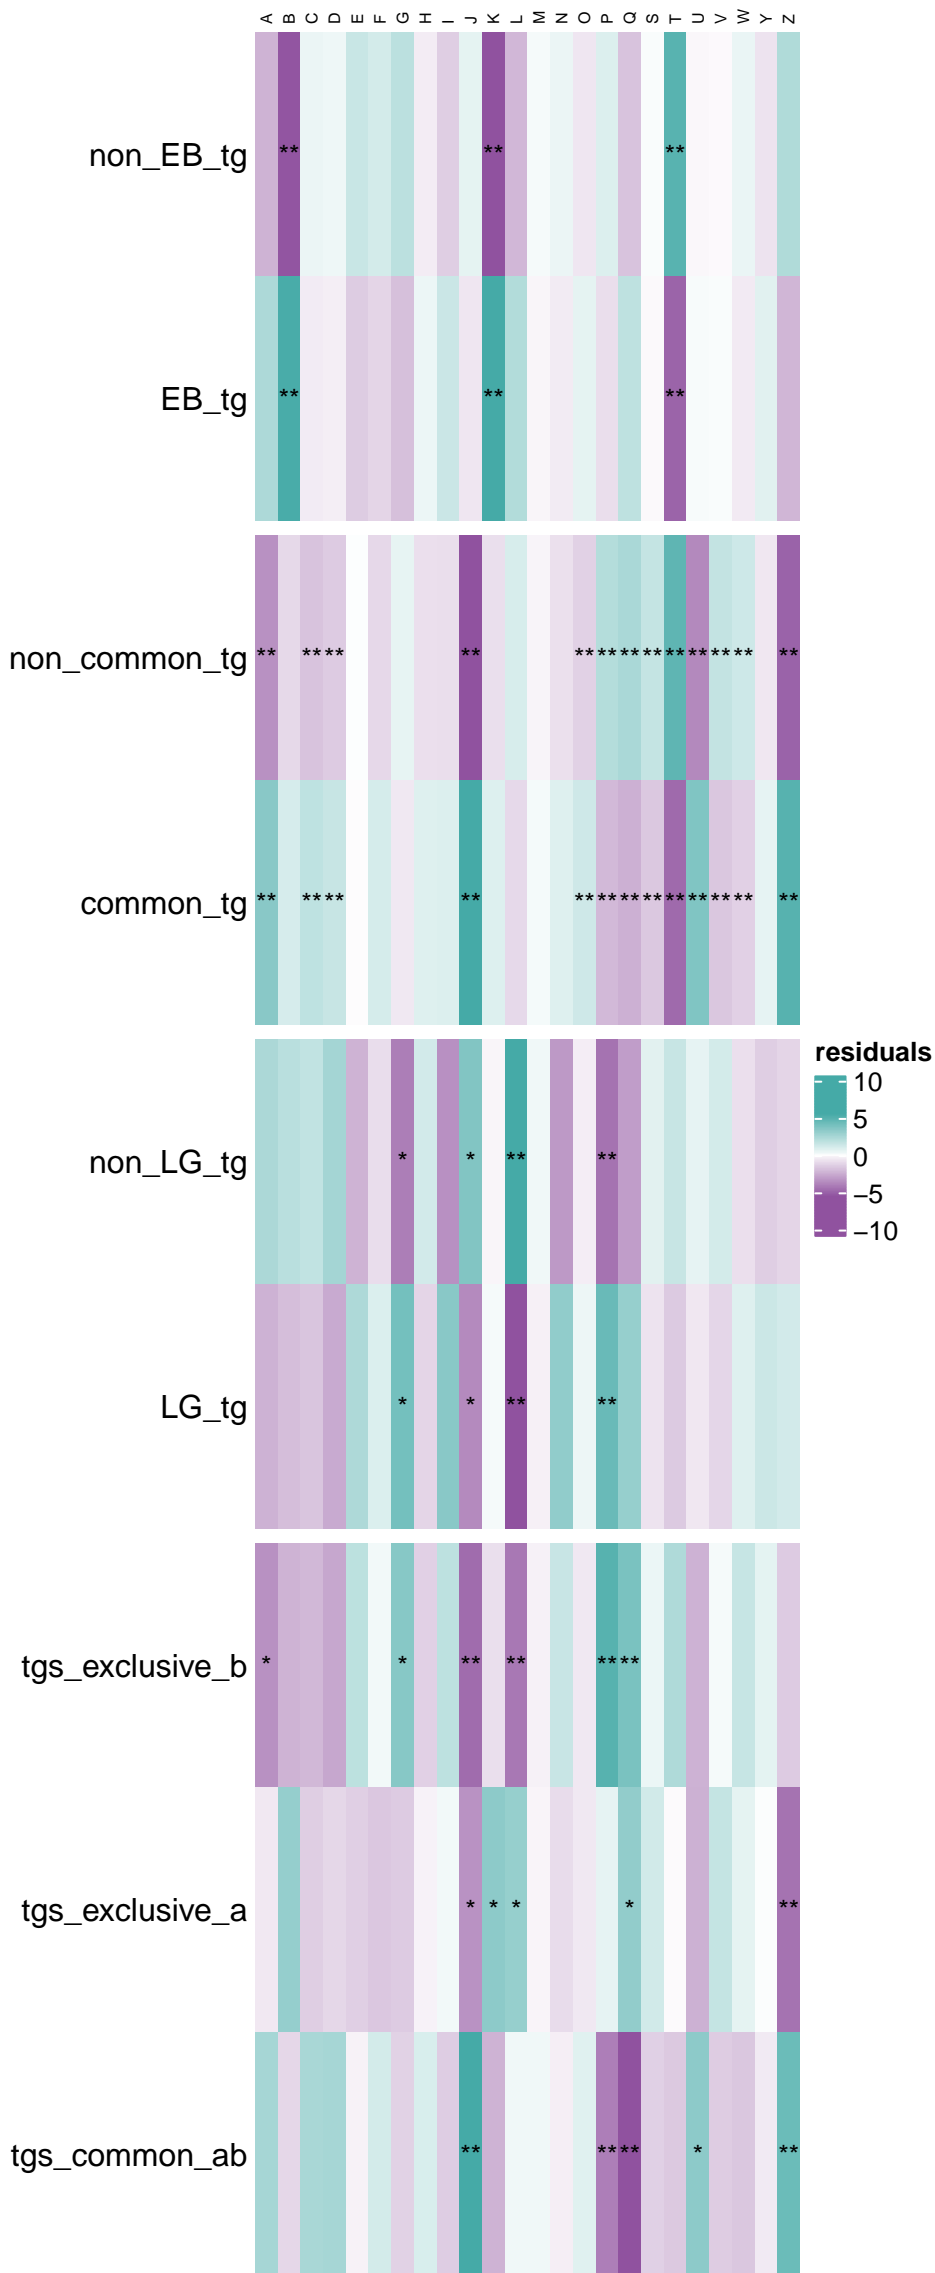 A B C D E F G H I J K L M N O P Q S T U V W Y Z
non_EB_tg ** ** **
EB_tg ** ** **
non_common_tg ** ** ** ** ** ** ** ** ** ** ** ** **
common_tg ** ** ** ** ** ** ** ** ** ** ** ** **
residuals
10
5
0
−5
−10
non_LG_tg * * ** **
LG_tg * * ** **
tgs_exclusive_b * * ** ** ** **
tgs_exclusive_a * * * * **
tgs_common_ab ** ** ** * **